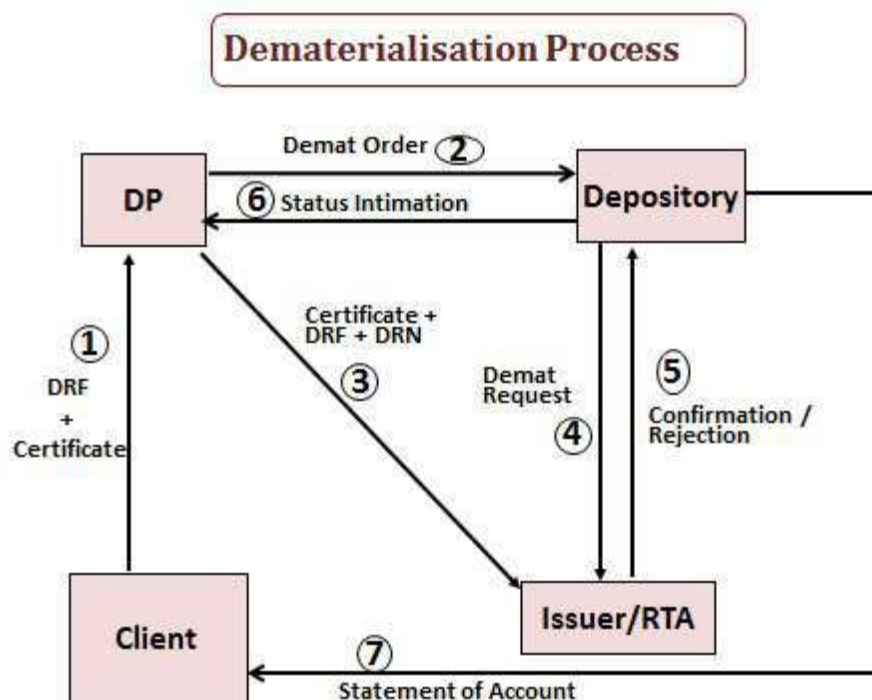 Dematerialisation Process
Demat Order 2
DP
6 Status Intimation
Depository
Certificate +
DRF + DRN
3
1
DRF
+
Certificate
Demat
Request
4
5
Confirmation /
Rejection
Client
Issuer/RTA
7
Statement of Account